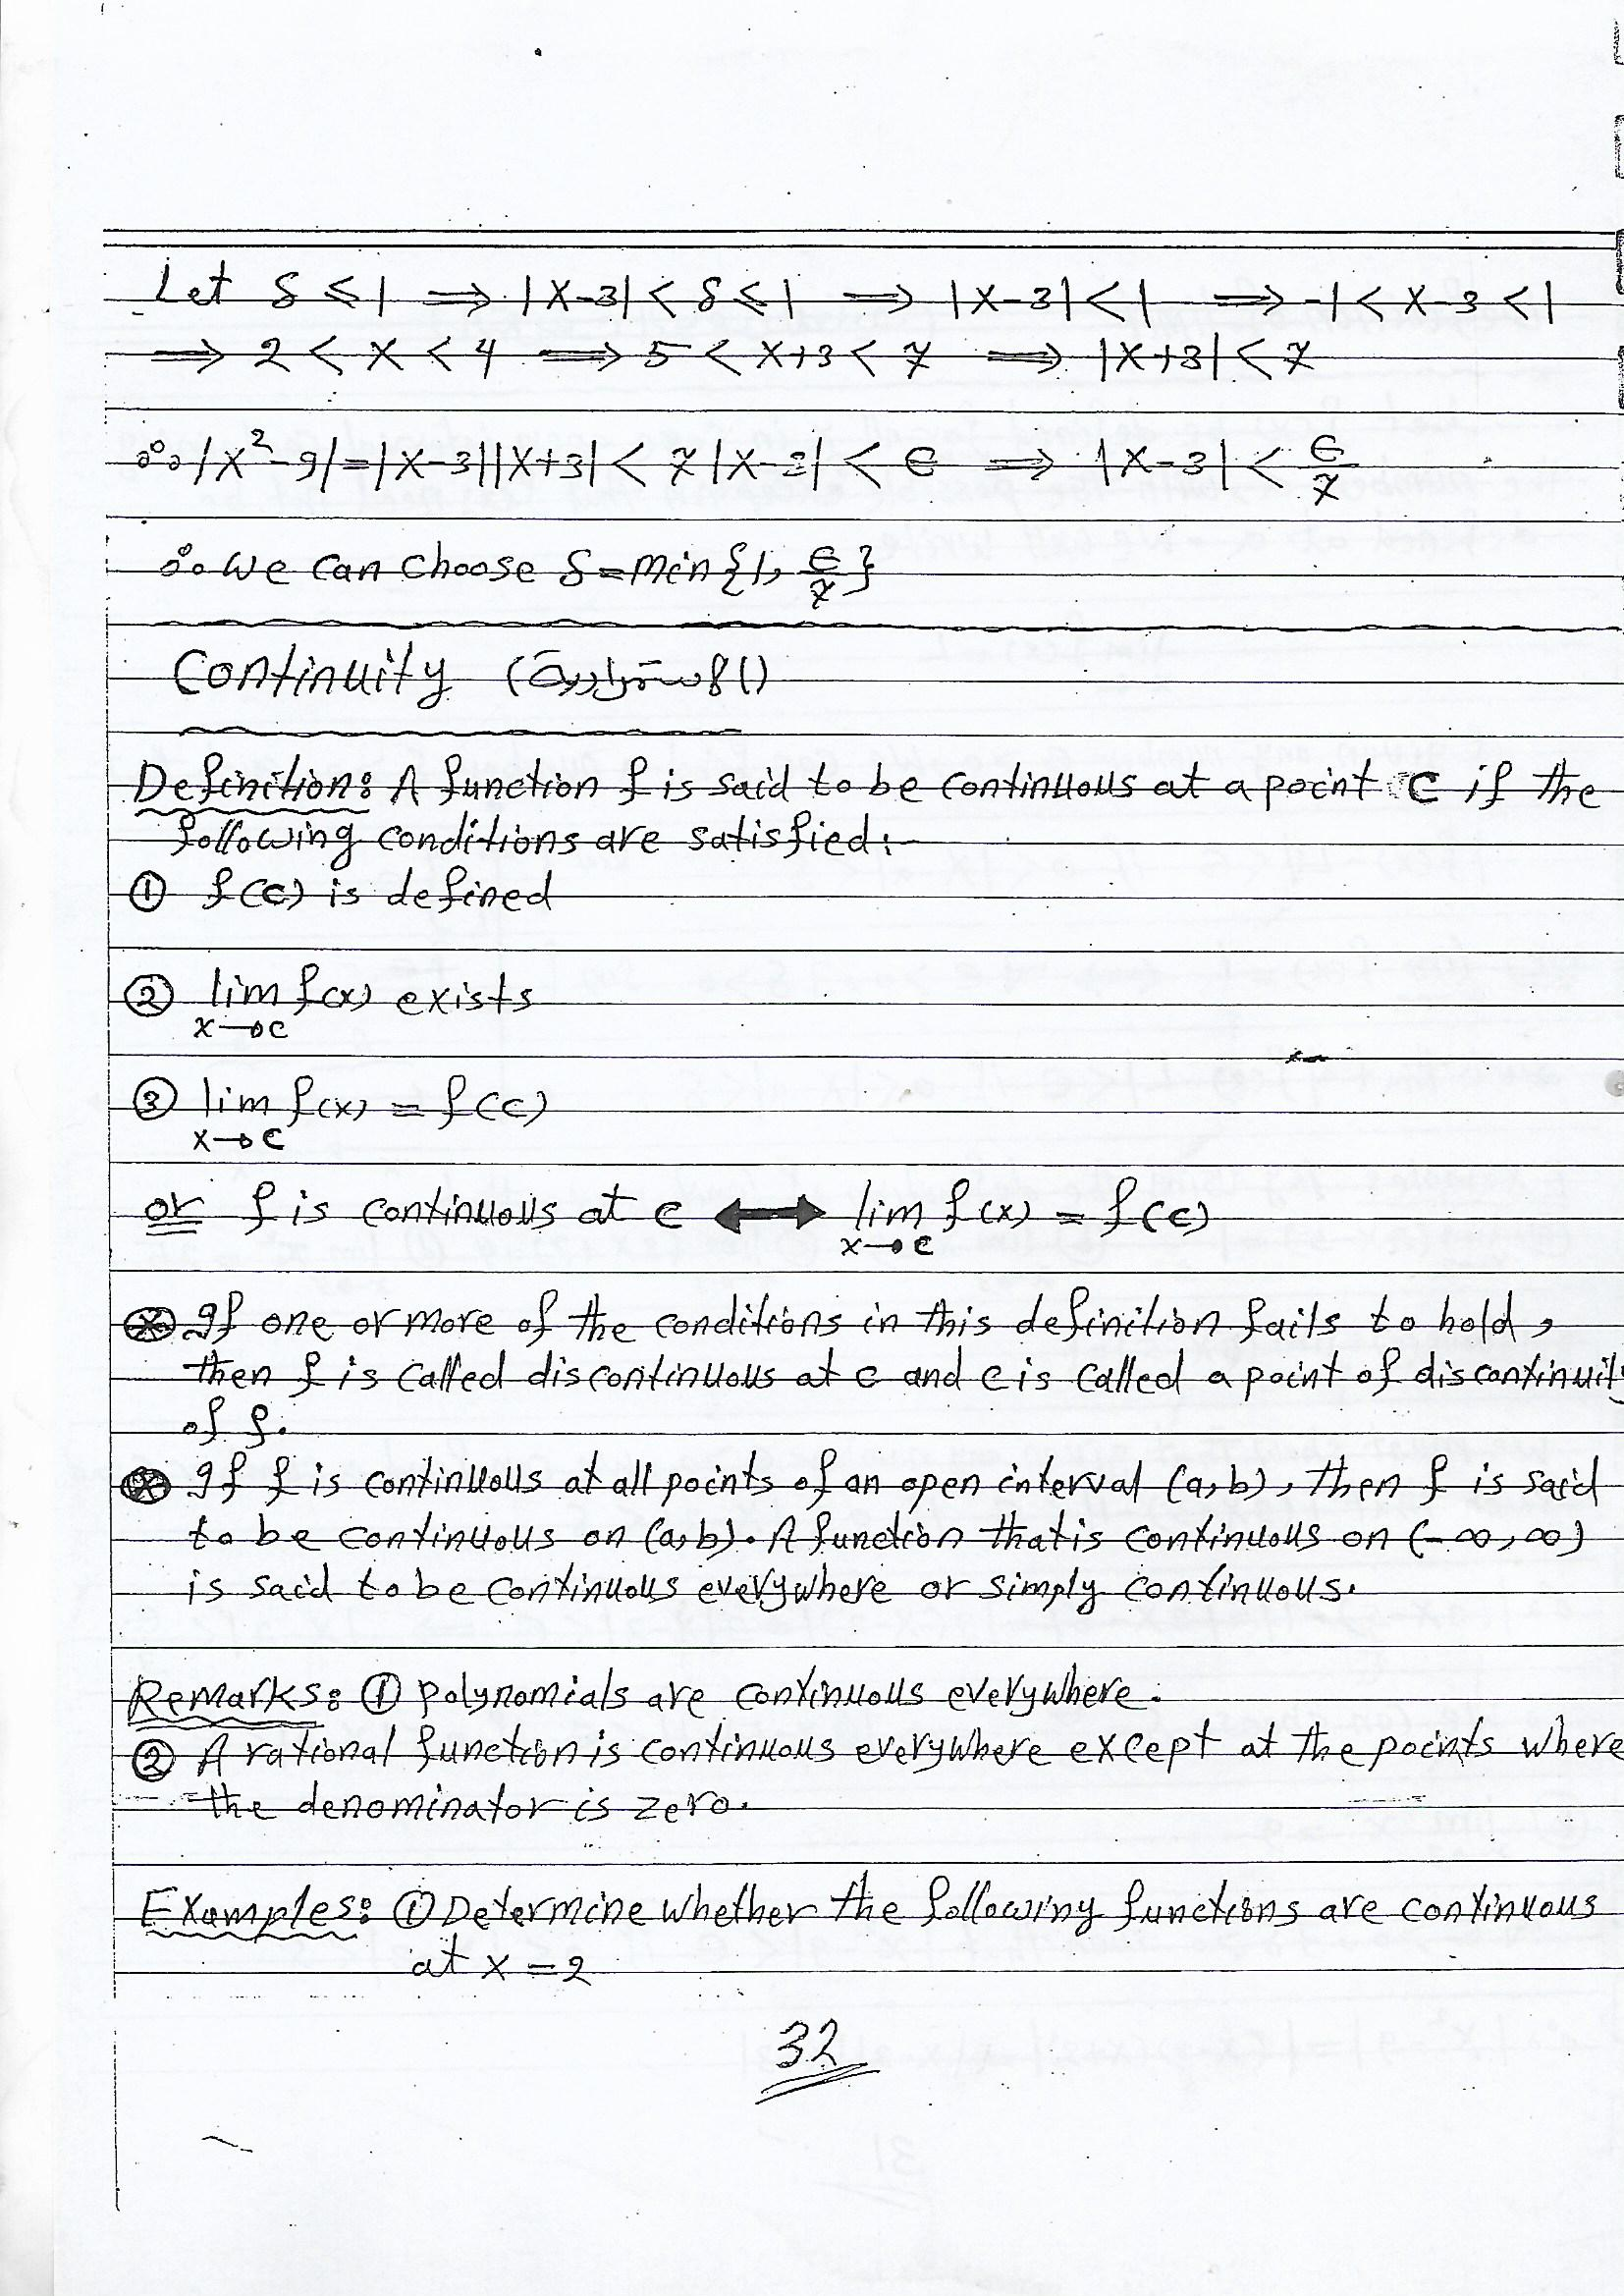 Let δ ≤ 1 ⟹ |x-3| < δ ≤ 1 ⟹ |x-3| < 1 ⟹ -1 < x-3 < 1
⟹ 2 < x < 4 ⟹ 5 < x+3 < 7 ⟹ |x+3| < 7
∴ |x²-9| = |x-3||x+3| < 7|x-3| < ϵ ⟹ |x-3| < ϵ/7
∴ we can choose δ = min{1, ϵ/7}
Continuity (الاستمرارية)
Definition: A function f is said to be continuous at a point c if the
following conditions are satisfied:
① f(c) is defined
② lim f(x) exists
x→c
③ lim f(x) = f(c)
x→c
or f is continuous at c ⟷ lim f(x) = f(c)
x→c
⊛ If one or more of the conditions in this definition fails to hold,
then f is called discontinuous at c and c is called a point of discontinuity
of f.
⊛ If f is continuous at all points of an open interval (a,b), then f is said
to be continuous on (a,b). A function that is continuous on (-∞,∞)
is said to be continuous everywhere or simply continuous.
Remarks: ① polynomials are continuous everywhere.
② A rational function is continuous everywhere except at the points where
the denominator is zero.
Examples: ① Determine whether the following functions are continuous
at x = 2
32